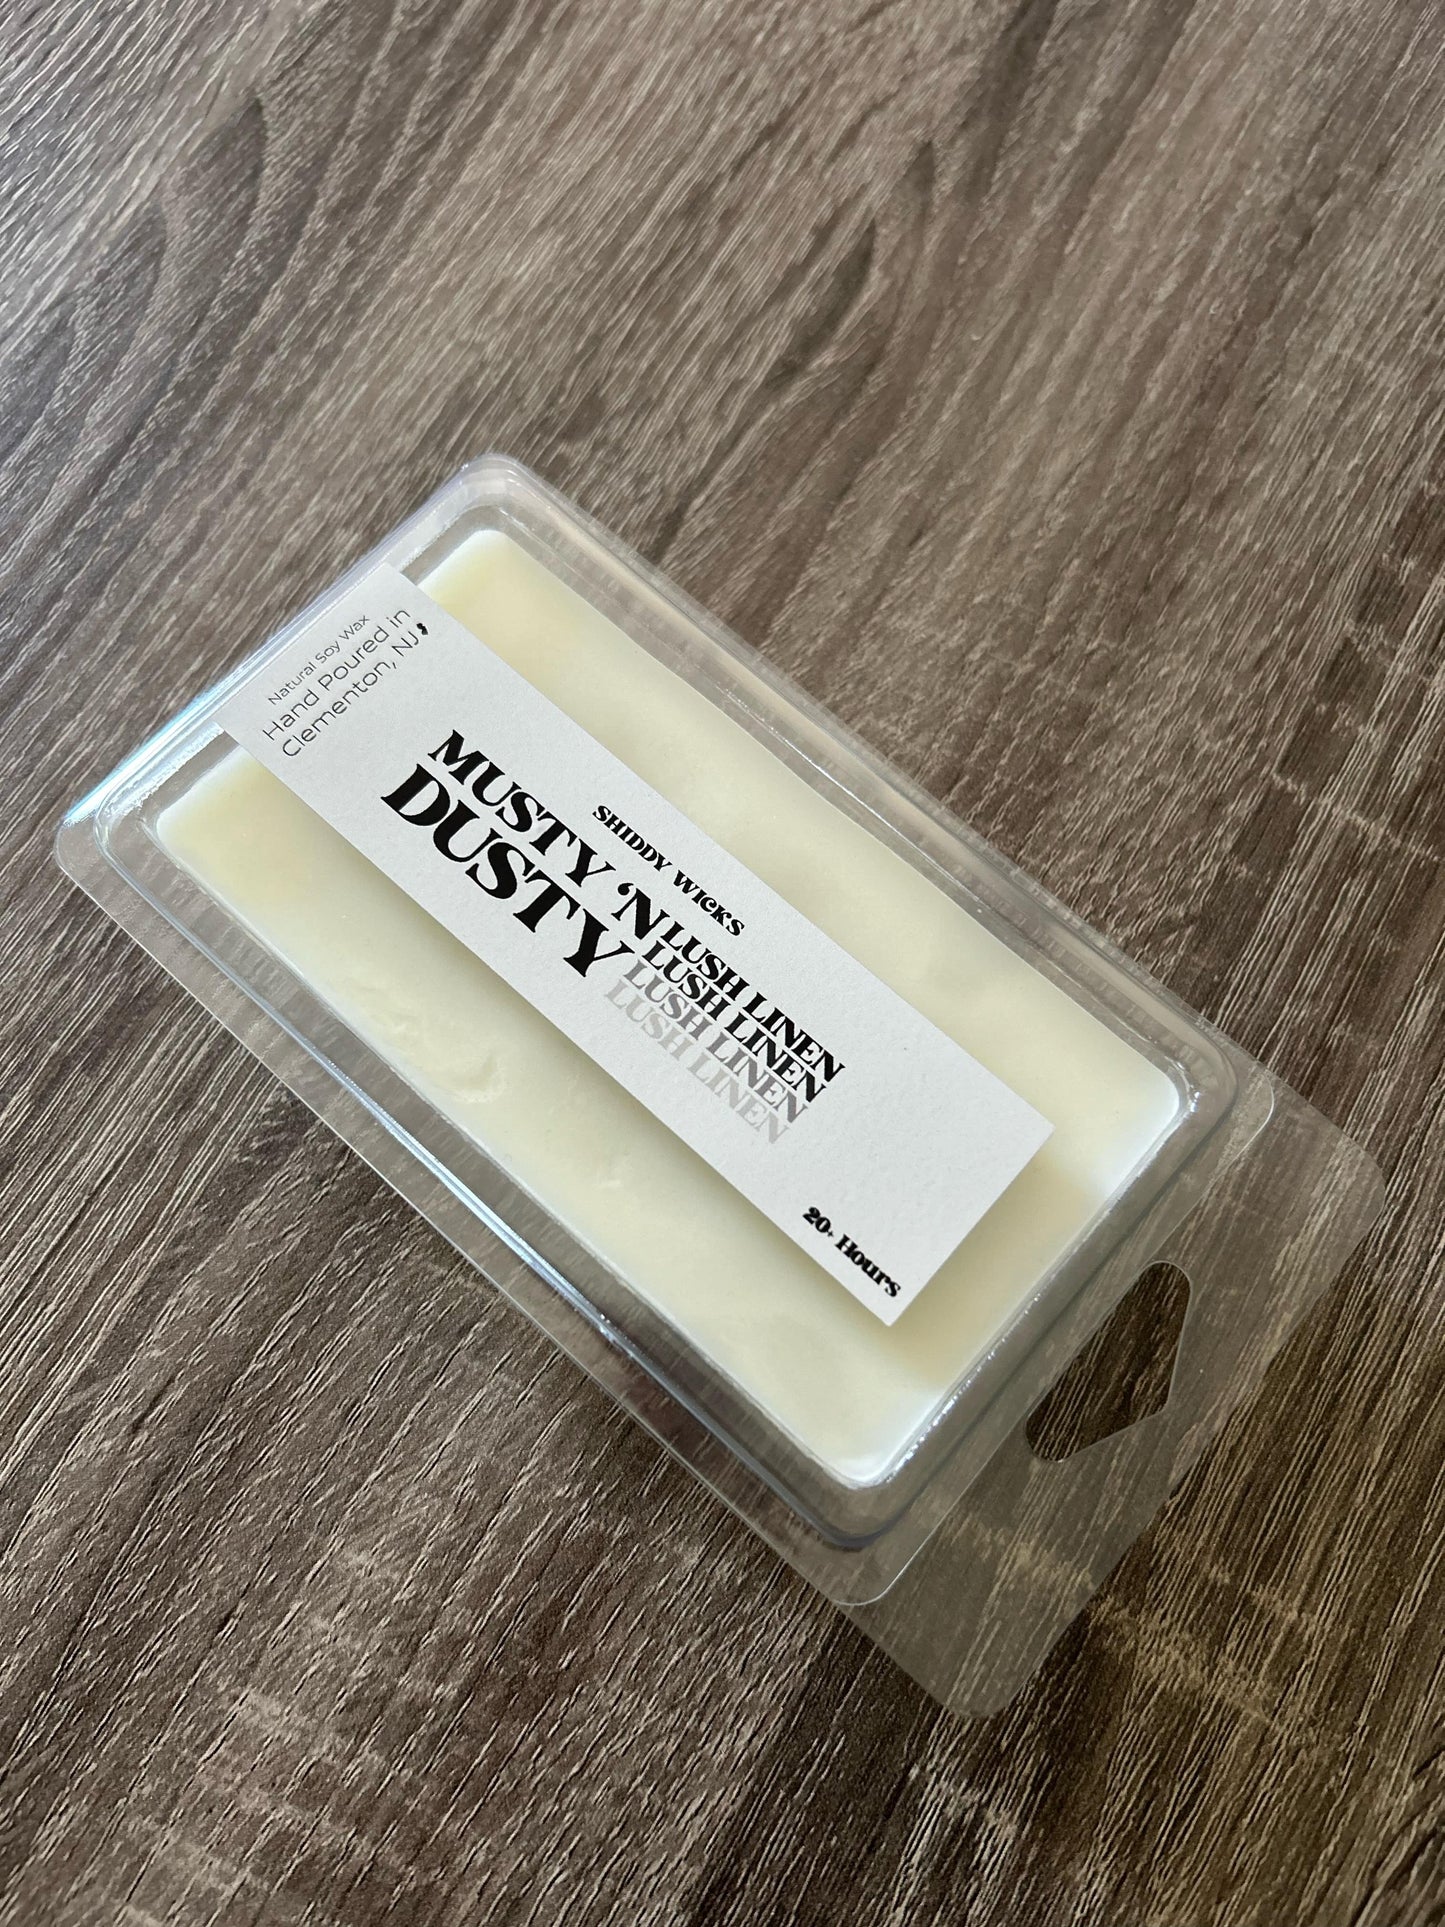 Natural Soy Wax
Hand Poured in
Clementon, NJ
SHIDDY WICKS
MUSTY 'N
DUSTY
LUSH LINEN
LUSH LINEN
LUSH LINEN
LUSH LINEN
20+ Hours